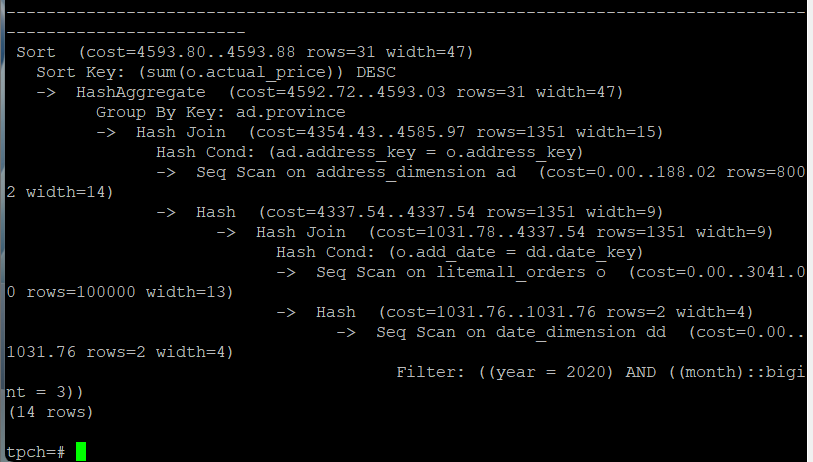 --------------------------------------------------------------------------------
------------------------
 Sort  (cost=4593.80..4593.88 rows=31 width=47)
   Sort Key: (sum(o.actual_price)) DESC
   ->  HashAggregate  (cost=4592.72..4593.03 rows=31 width=47)
         Group By Key: ad.province
         ->  Hash Join  (cost=4354.43..4585.97 rows=1351 width=15)
               Hash Cond: (ad.address_key = o.address_key)
               ->  Seq Scan on address_dimension ad  (cost=0.00..188.02 rows=800
2 width=14)
               ->  Hash  (cost=4337.54..4337.54 rows=1351 width=9)
                     ->  Hash Join  (cost=1031.78..4337.54 rows=1351 width=9)
                           Hash Cond: (o.add_date = dd.date_key)
                           ->  Seq Scan on litemall_orders o  (cost=0.00..3041.0
0 rows=100000 width=13)
                           ->  Hash  (cost=1031.76..1031.76 rows=2 width=4)
                                 ->  Seq Scan on date_dimension dd  (cost=0.00..
1031.76 rows=2 width=4)
                                       Filter: ((year = 2020) AND ((month)::bigi
nt = 3))
(14 rows)

tpch=#